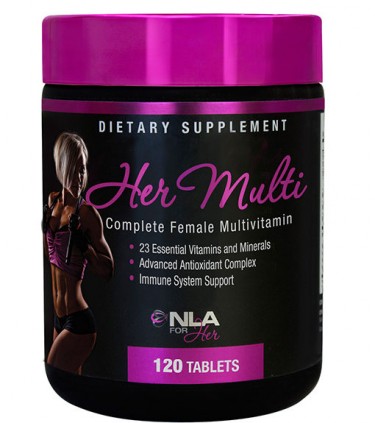 DIETARY SUPPLEMENT
Her Multi
Complete Female Multivitamin
• 23 Essential Vitamins and Minerals
• Advanced Antioxidant Complex
• Immune System Support
NLA
FOR Her
120 TABLETS